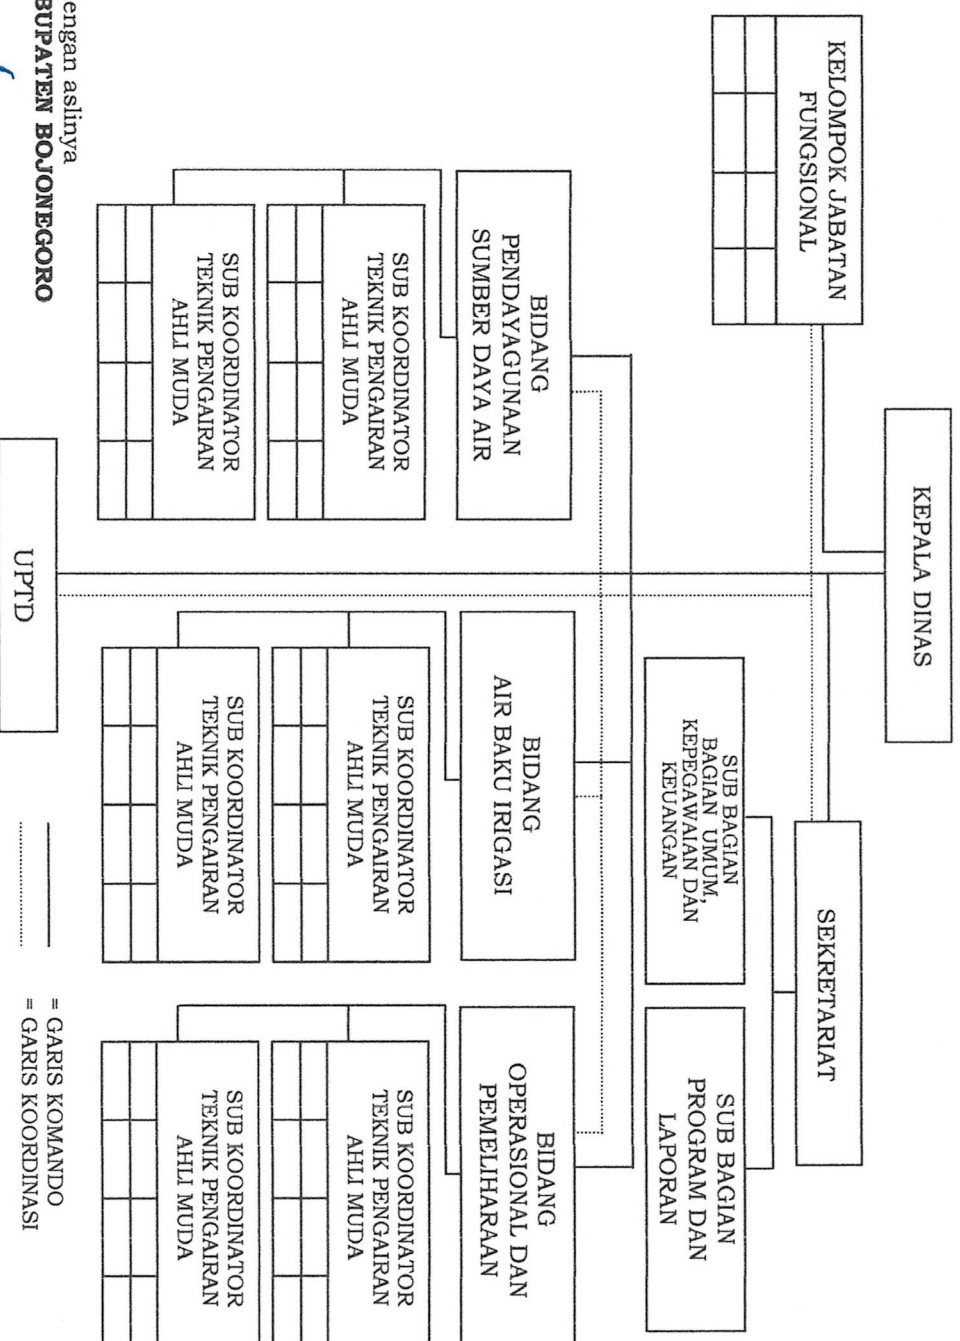 KEPALA DINAS
KELOMPOK JABATAN
FUNGSIONAL
SEKRETARIAT
SUB BAGIAN
BAGIAN UMUM,
KEPEGAWAIAN DAN
KEUANGAN
SUB BAGIAN
PROGRAM DAN
LAPORAN
BIDANG
PENDAYAGUNAAN
SUMBER DAYA AIR
BIDANG
AIR BAKU IRIGASI
BIDANG
OPERASIONAL DAN
PEMELIHARAAN
SUB KOORDINATOR
TEKNIK PENGAIRAN
AHLI MUDA
SUB KOORDINATOR
TEKNIK PENGAIRAN
AHLI MUDA
SUB KOORDINATOR
TEKNIK PENGAIRAN
AHLI MUDA
SUB KOORDINATOR
TEKNIK PENGAIRAN
AHLI MUDA
SUB KOORDINATOR
TEKNIK PENGAIRAN
AHLI MUDA
SUB KOORDINATOR
TEKNIK PENGAIRAN
AHLI MUDA
UPTD
= GARIS KOMANDO
= GARIS KOORDINASI
engan aslinya
BUPATEN BOJONEGORO